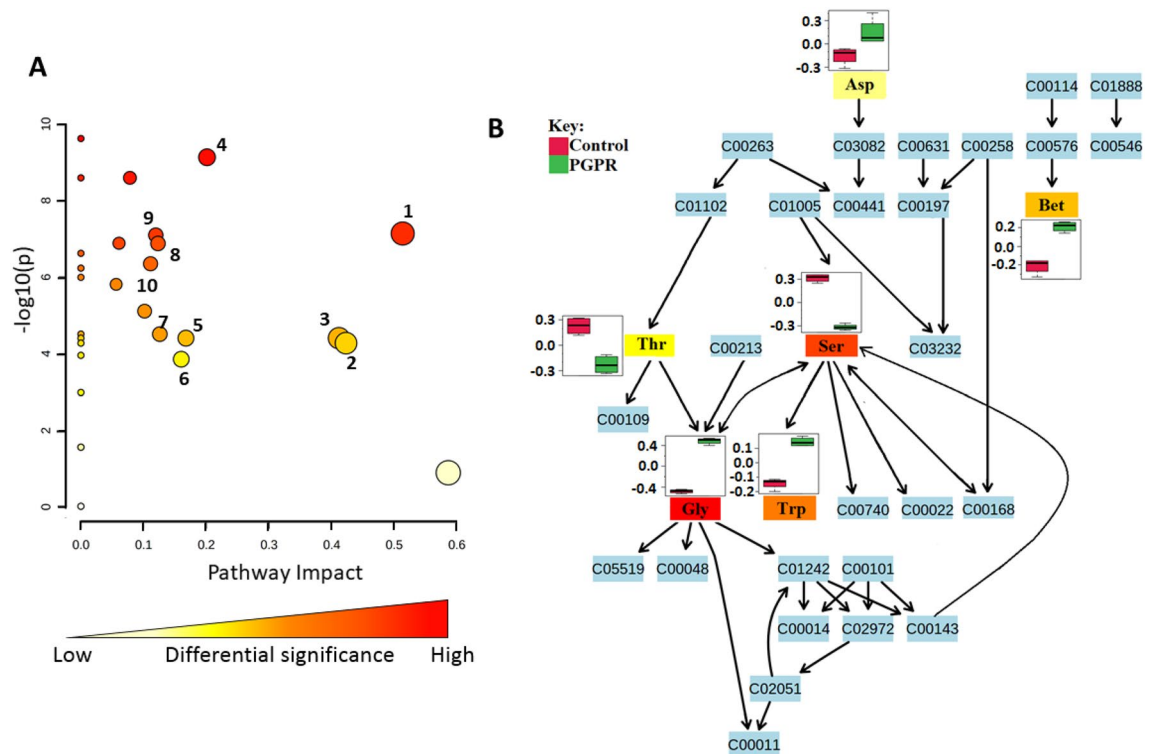 A
10
8
6
4
2
0
-log10(p)
4
1
9
8
10
7
5
3
2
6
0.0 0.1 0.2 0.3 0.4 0.5 0.6
Pathway Impact
Low Differential significance High
B
Key:
Control
PGPR
0.3
0.0
-0.3
Asp
C00114 C01888
C00263 C03082 C00631 C00258 C00576 C00546
C01102 C01005 C00441 C00197 Bet
0.2
0.0
-0.2
0.3
0.0
-0.3
0.3
0.0
-0.3
Thr C00213 Ser C03232
C00109
0.4
0.0
-0.4
0.1
0.0
-0.1
-0.2
Gly Trp C00740 C00022 C00168
C05519 C00048 C01242 C00101
C00014 C02972 C00143
C02051
C00011